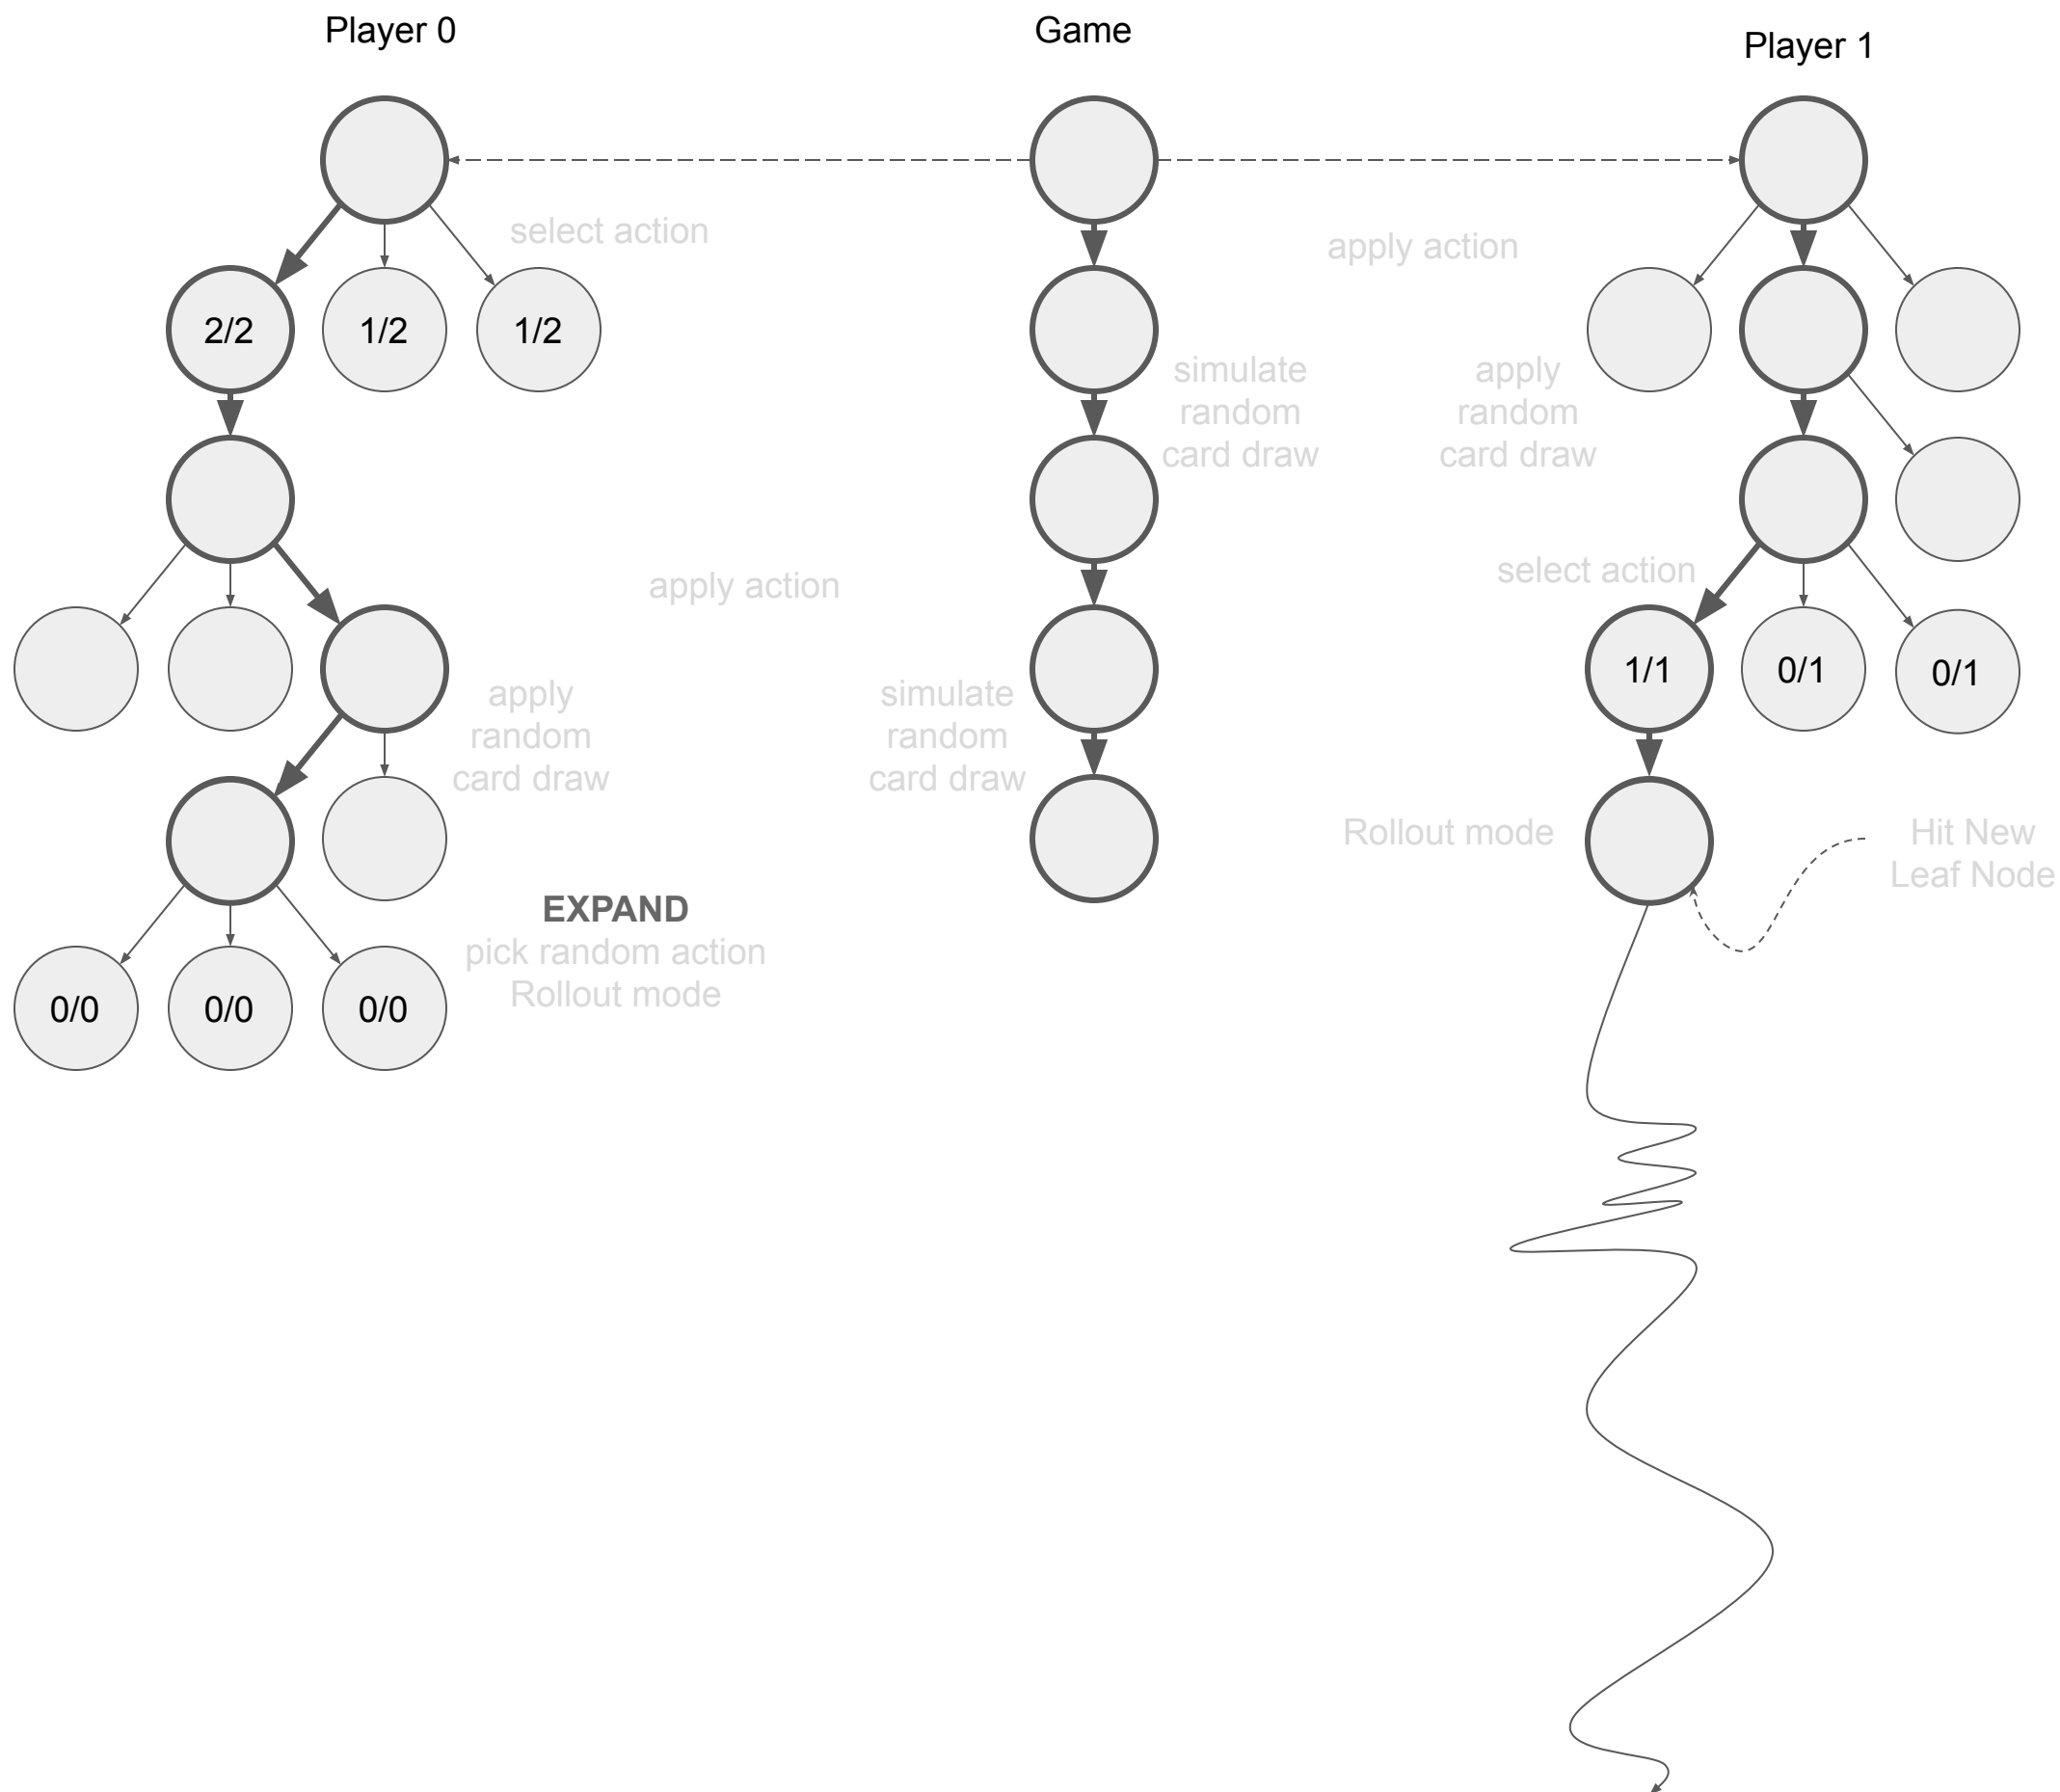 Player 0
Game
Player 1
select action
apply action
2/2
1/2
1/2
simulate
random
card draw
apply
random
card draw
apply action
select action
1/1
0/1
0/1
apply
random
card draw
simulate
random
card draw
Rollout mode
Hit New
Leaf Node
EXPAND
pick random action
Rollout mode
0/0
0/0
0/0